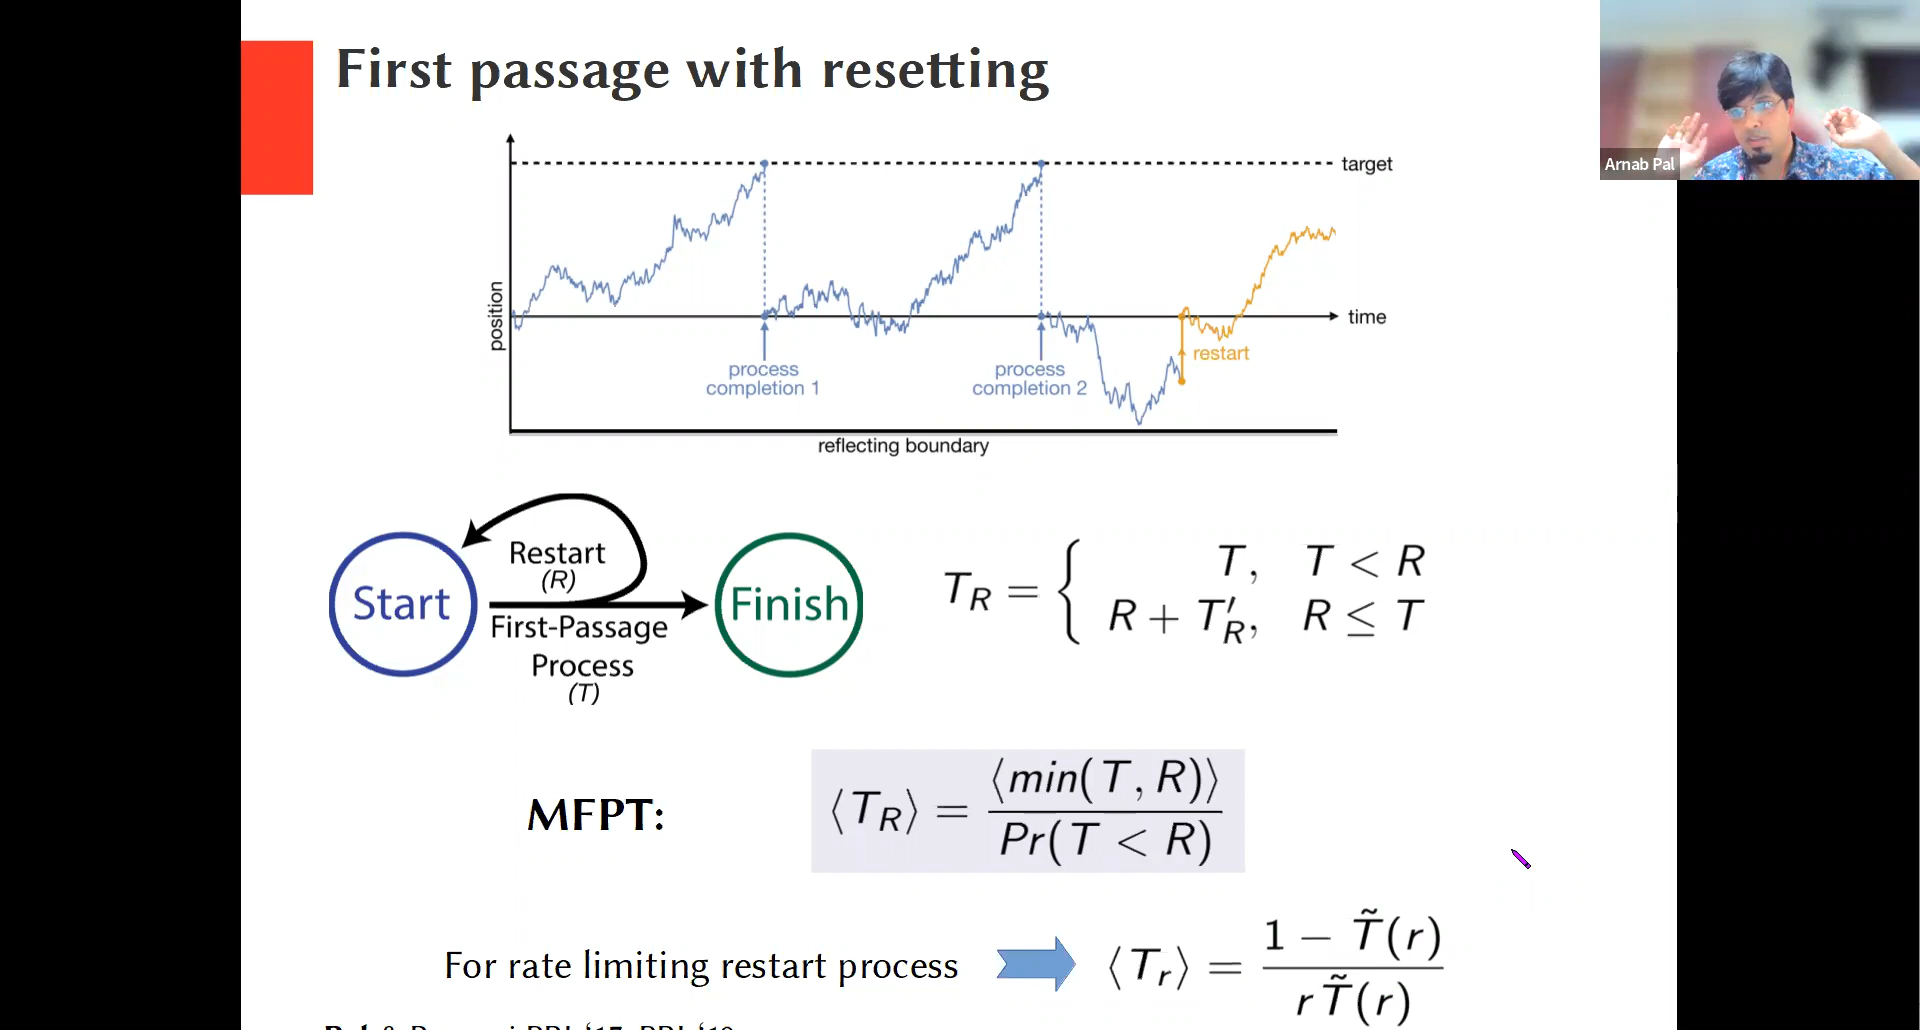 First passage with resetting
Arnab Pal
target
position
time
process
completion 1
process
completion 2
restart
reflecting boundary
Start
Restart
(R)
First-Passage
Process
(T)
Finish
T_R = { T, T < R
R + T′_R, R ≤ T
MFPT: ⟨T_R⟩ = ⟨min(T, R)⟩ / Pr(T < R)
For rate limiting restart process ⟨T_r⟩ = (1 − T̃(r)) / (r T̃(r))